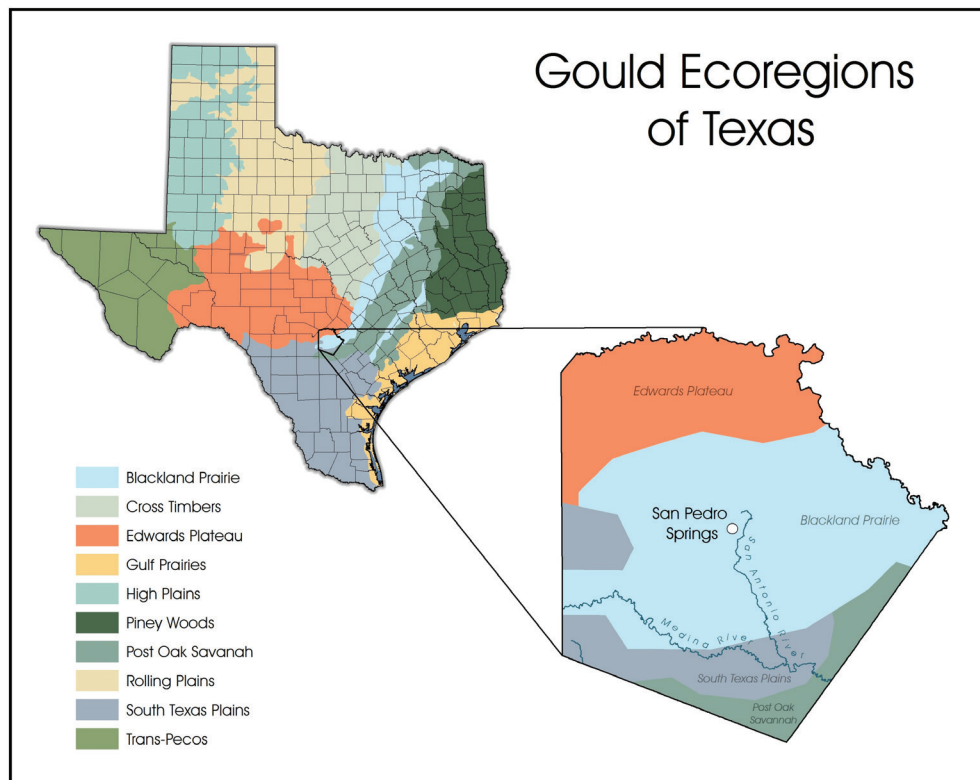 Gould Ecoregions
of Texas
Blackland Prairie
Cross Timbers
Edwards Plateau
Gulf Prairies
High Plains
Piney Woods
Post Oak Savanah
Rolling Plains
South Texas Plains
Trans-Pecos
Edwards Plateau
Blackland Prairie
San Pedro
Springs
San Antonio River
Medina River
South Texas Plains
Post Oak
Savannah